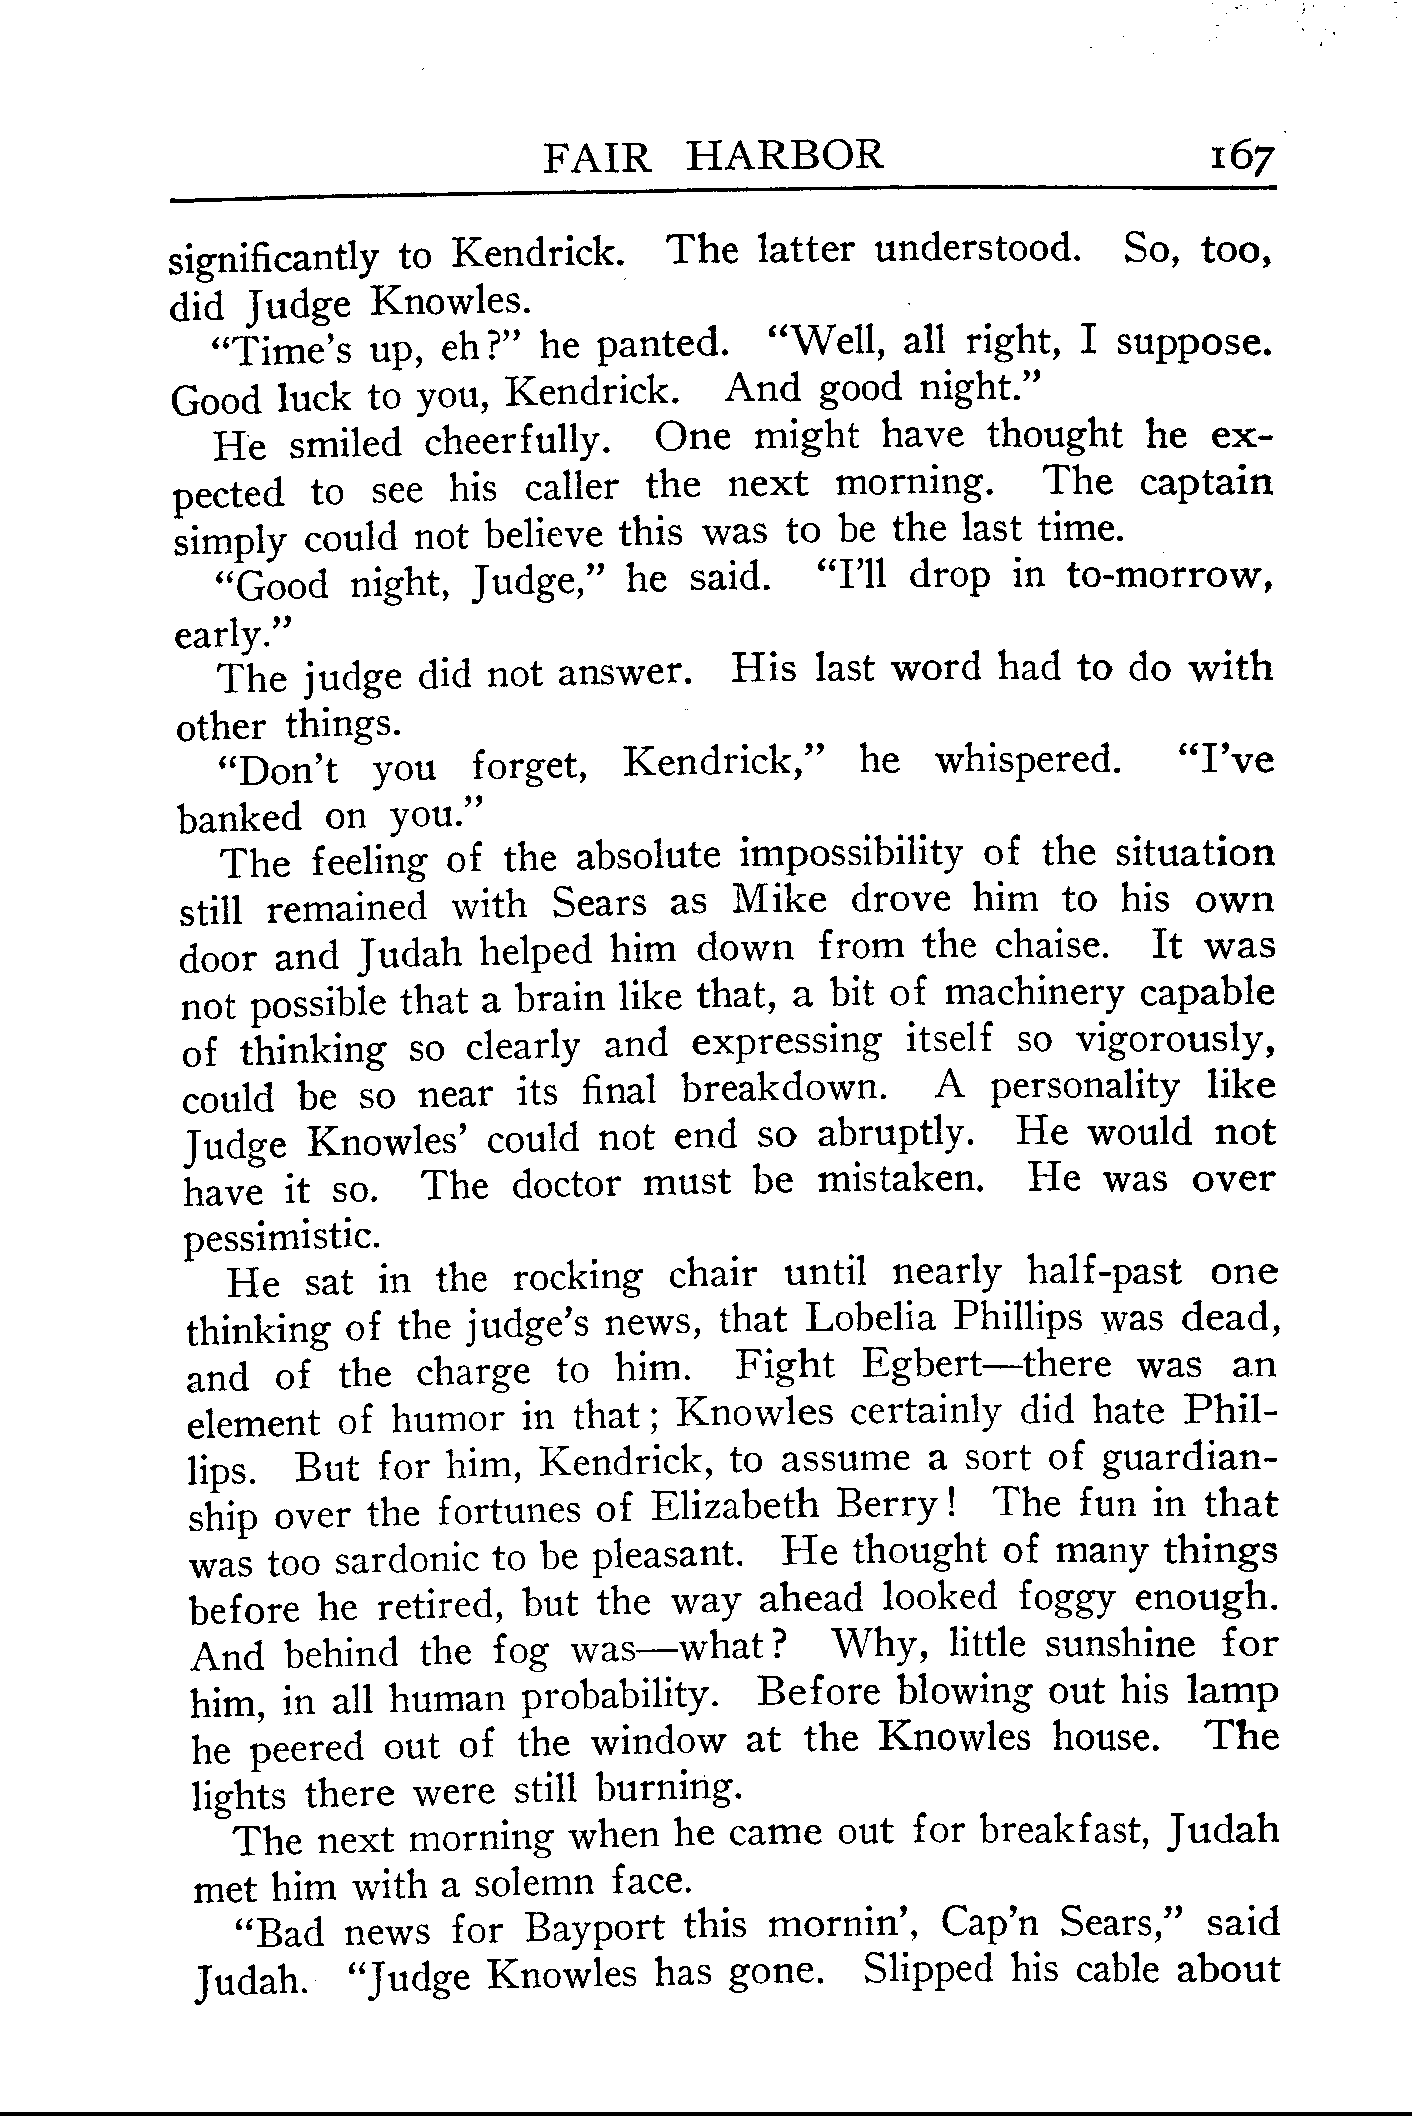 FAIR HARBOR 167
significantly to Kendrick. The latter understood. So, too,
did Judge Knowles.
“Time’s up, eh?” he panted. “Well, all right, I suppose.
Good luck to you, Kendrick. And good night.”
He smiled cheerfully. One might have thought he ex-
pected to see his caller the next morning. The captain
simply could not believe this was to be the last time.
“Good night, Judge,” he said. “I’ll drop in to-morrow,
early.”
The judge did not answer. His last word had to do with
other things.
“Don’t you forget, Kendrick,” he whispered. “I’ve
banked on you.”
The feeling of the absolute impossibility of the situation
still remained with Sears as Mike drove him to his own
door and Judah helped him down from the chaise. It was
not possible that a brain like that, a bit of machinery capable
of thinking so clearly and expressing itself so vigorously,
could be so near its final breakdown. A personality like
Judge Knowles’ could not end so abruptly. He would not
have it so. The doctor must be mistaken. He was over
pessimistic.
He sat in the rocking chair until nearly half-past one
thinking of the judge’s news, that Lobelia Phillips was dead,
and of the charge to him. Fight Egbert—there was an
element of humor in that; Knowles certainly did hate Phil-
lips. But for him, Kendrick, to assume a sort of guardian-
ship over the fortunes of Elizabeth Berry! The fun in that
was too sardonic to be pleasant. He thought of many things
before he retired, but the way ahead looked foggy enough.
And behind the fog was—what? Why, little sunshine for
him, in all human probability. Before blowing out his lamp
he peered out of the window at the Knowles house. The
lights there were still burning.
The next morning when he came out for breakfast, Judah
met him with a solemn face.
“Bad news for Bayport this mornin’, Cap’n Sears,” said
Judah. “Judge Knowles has gone. Slipped his cable about